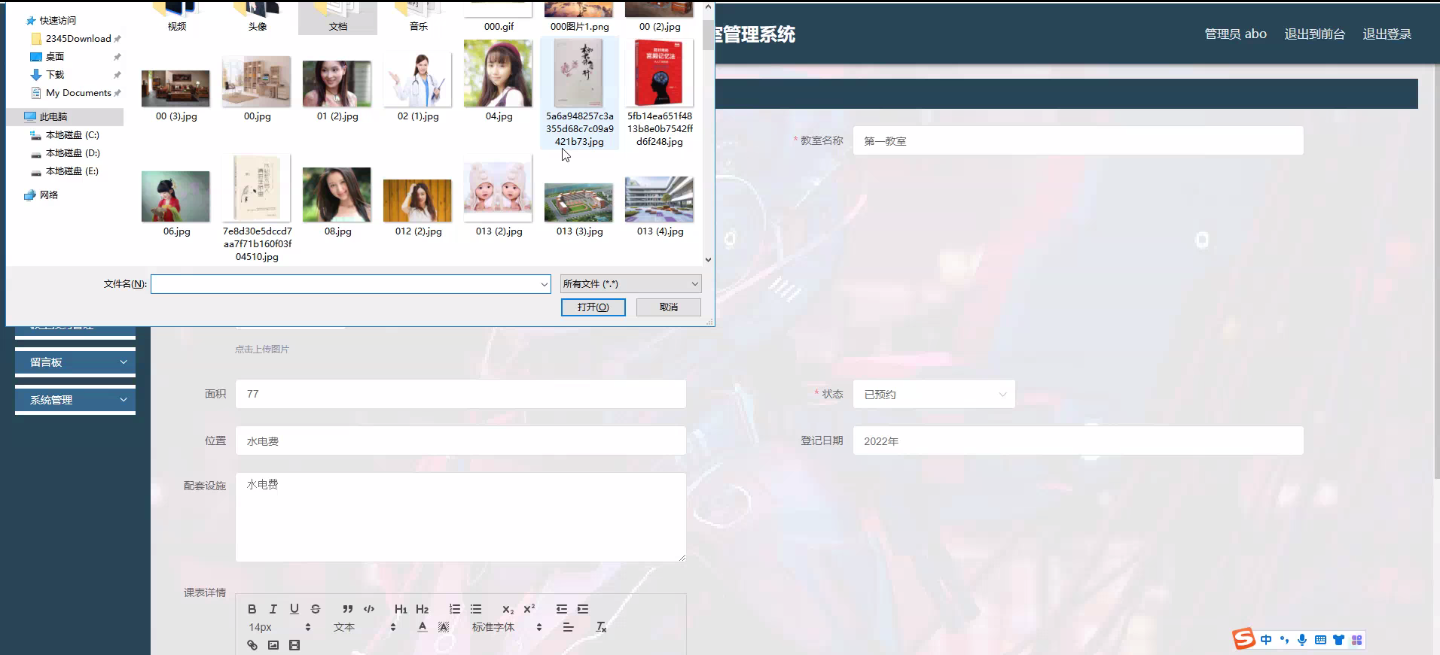 室管理系统
管理员 abo
退出到前台
退出登录
快速访问
2345Download
桌面
下载
My Documents
此电脑
本地磁盘 (C:)
本地磁盘 (D:)
本地磁盘 (E:)
网络
视频
头像
文档
音乐
000.gif
000图片1.png
00 (2).jpg
00 (3).jpg
00.jpg
01 (2).jpg
02 (1).jpg
04.jpg
5a6a948257c3a
355d68c7c09a9
421b73.jpg
5fb14ea651f48
13b8e0b7542ff
d6f248.jpg
06.jpg
7e8d30e5dccd7
aa7f71b160f03f
04510.jpg
08.jpg
012 (2).jpg
013 (2).jpg
013 (3).jpg
013 (4).jpg
文件名(N):
所有文件 (*.*)
打开(O)
取消
* 教室名称
第一教室
留言板
系统管理
点击上传图片
面积
77
* 状态
已预约
位置
水电费
登记日期
2022年
配套设施
水电费
课表详情
B I U S H1 H2 X₂ X²
14px
文本
A
标准字体
中